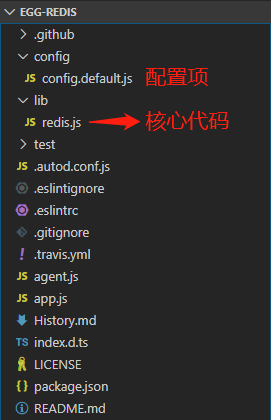 EGG-REDIS
.github
config
JS config.default.js 配置项
lib
JS redis.js 核心代码
test
JS .autod.conf.js
.eslintignore
.eslintrc
.gitignore
! .travis.yml
JS agent.js
JS app.js
History.md
TS index.d.ts
LICENSE
{} package.json
README.md